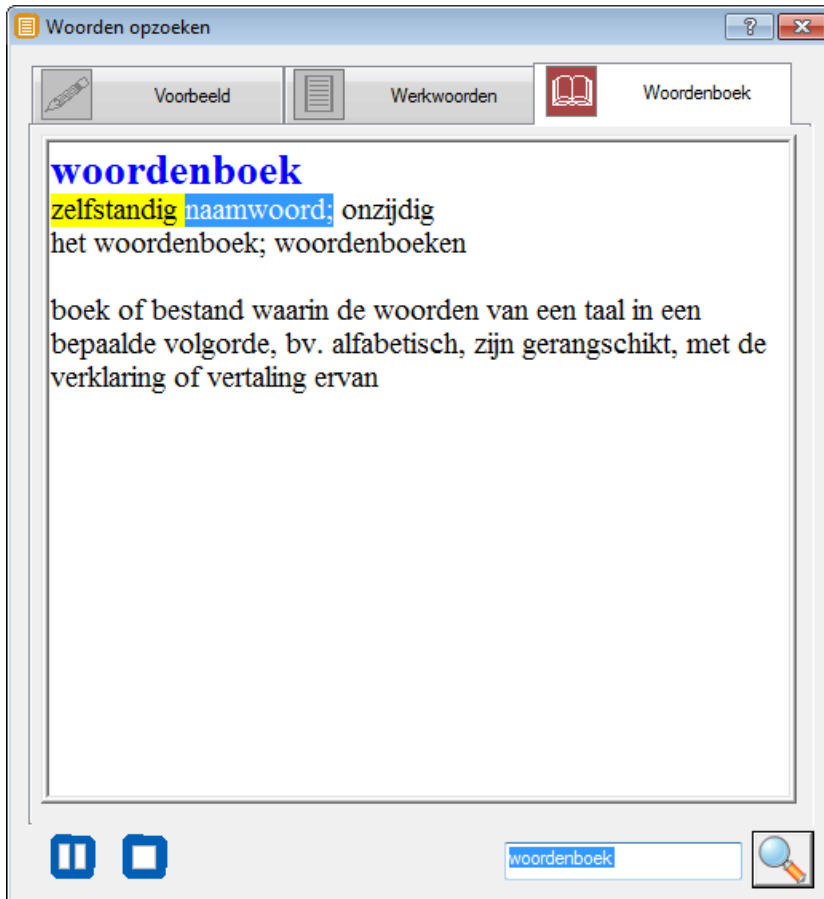 Woorden opzoeken
Voorbeeld
Werkwoorden
Woordenboek
woordenboek
zelfstandig naamwoord; onzijdig
het woordenboek; woordenboeken
boek of bestand waarin de woorden van een taal in een
bepaalde volgorde, bv. alfabetisch, zijn gerangschikt, met de
verklaring of vertaling ervan
woordenboek